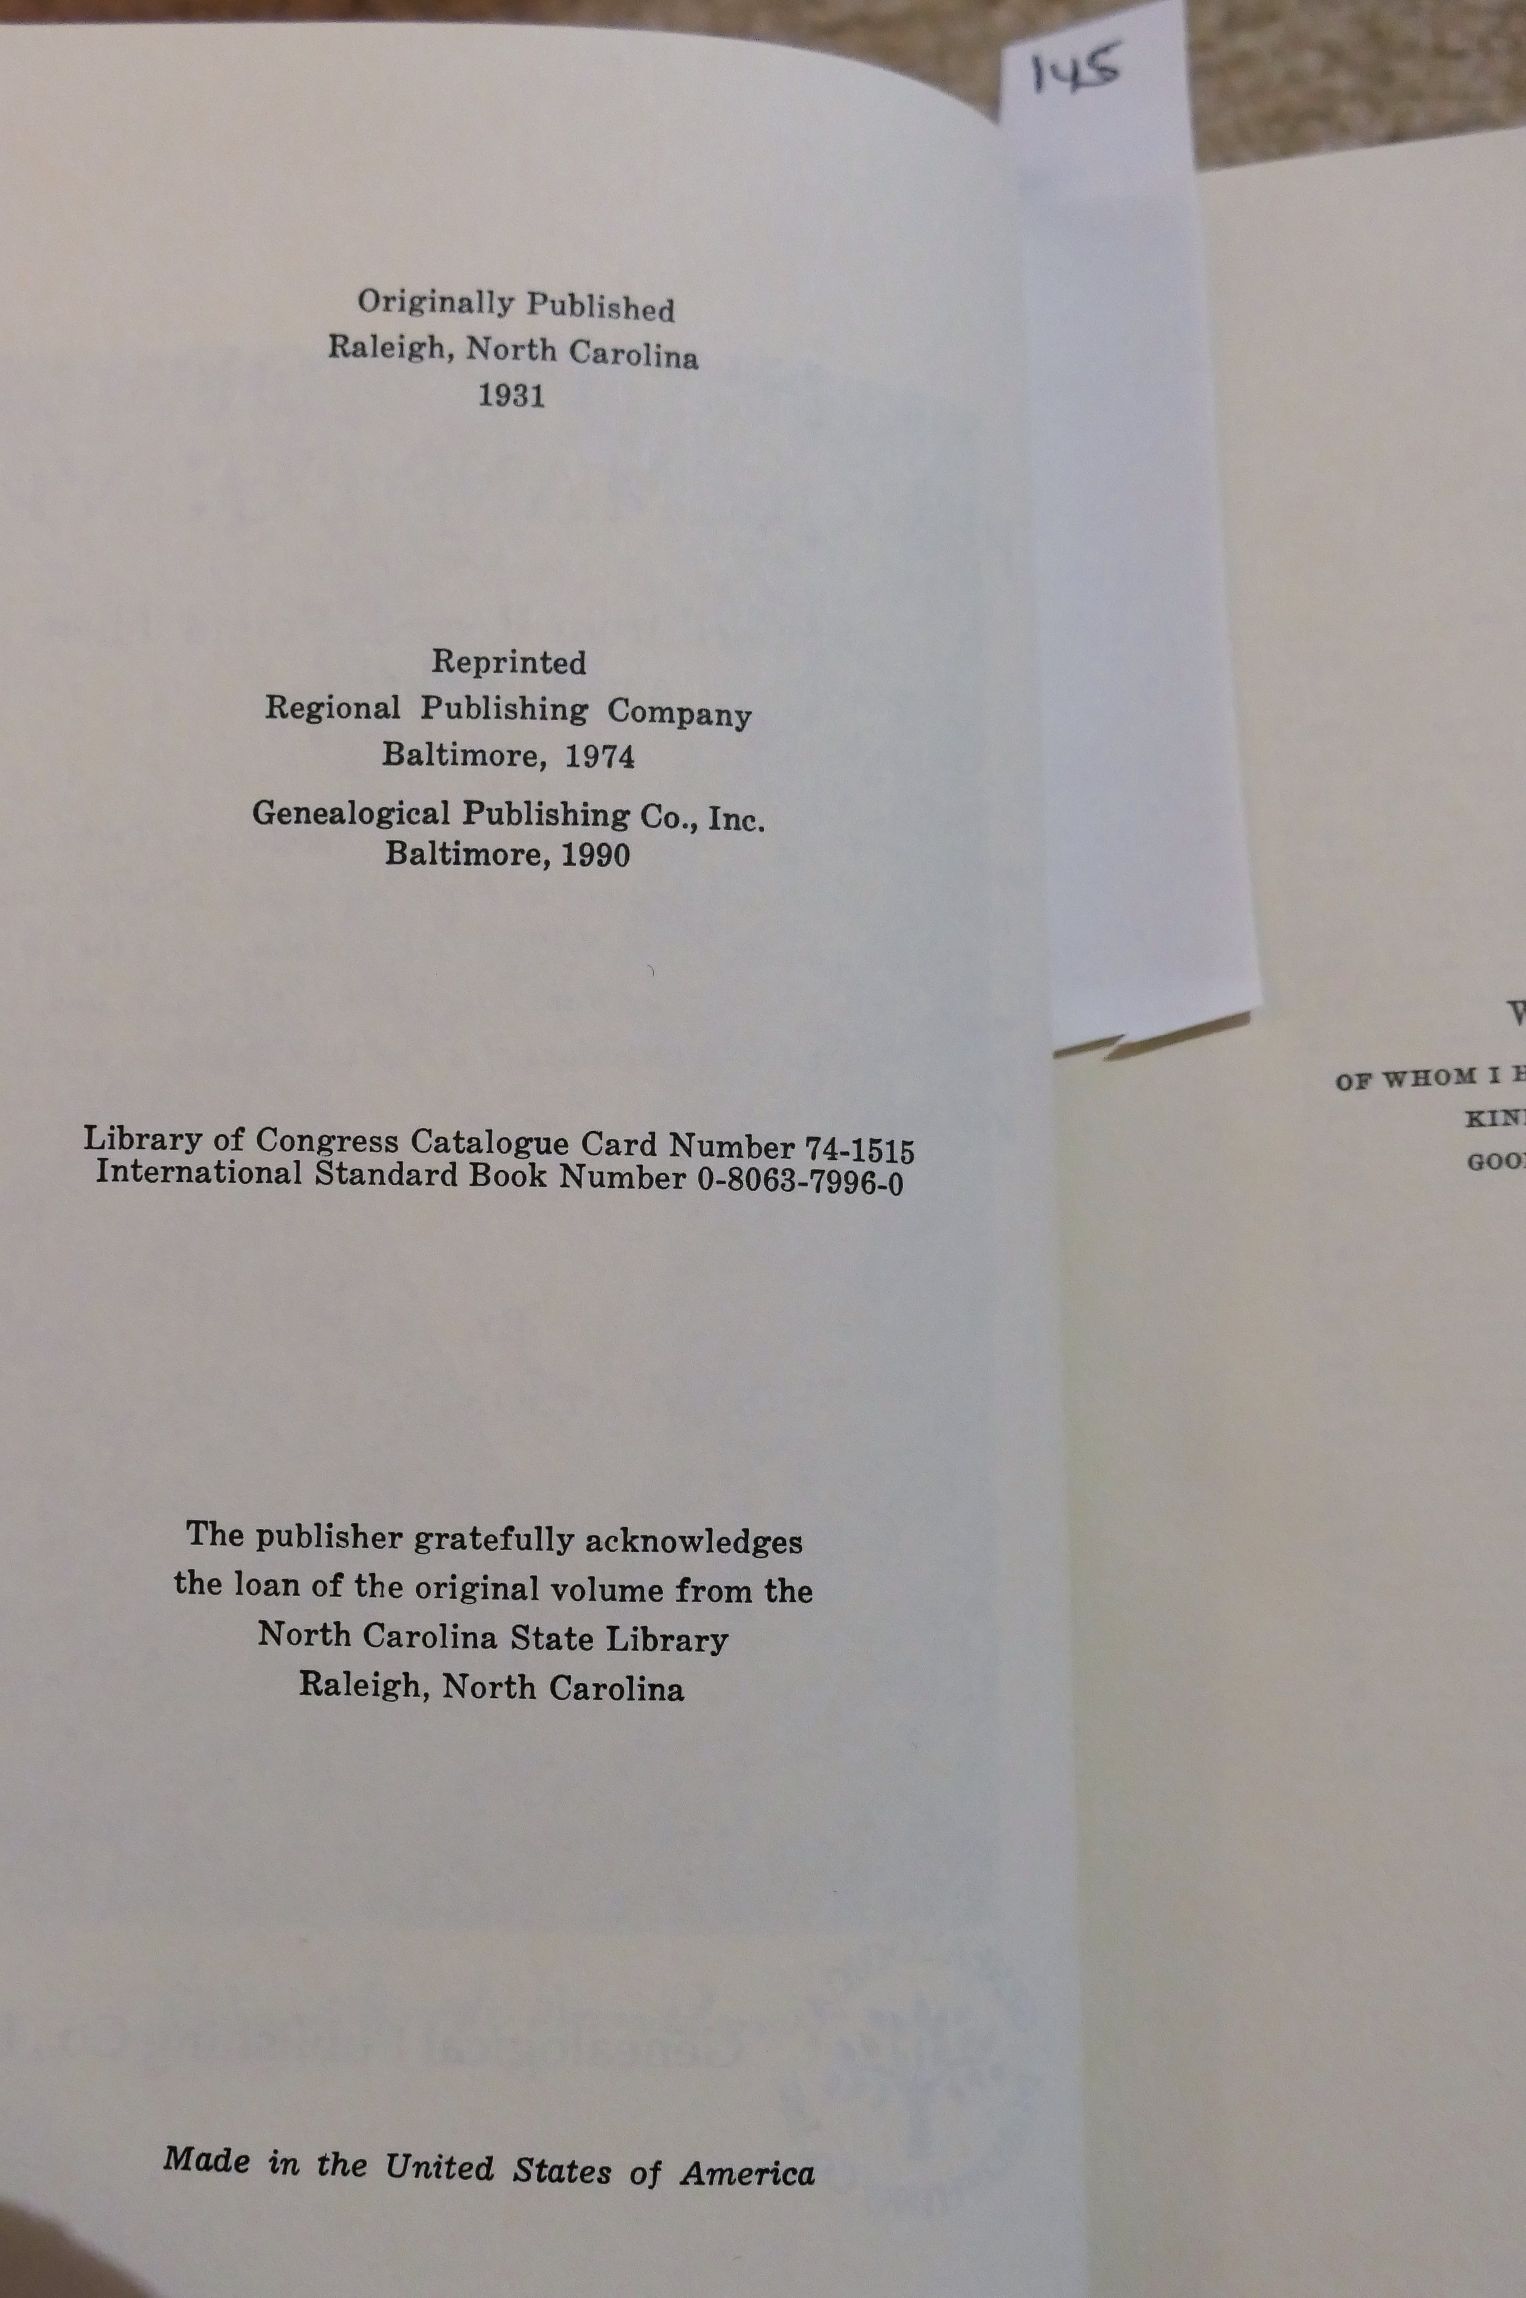 145
Originally Published
Raleigh, North Carolina
1931
Reprinted
Regional Publishing Company
Baltimore, 1974
Genealogical Publishing Co., Inc.
Baltimore, 1990
Library of Congress Catalogue Card Number 74-1515
International Standard Book Number 0-8063-7996-0
The publisher gratefully acknowledges
the loan of the original volume from the
North Carolina State Library
Raleigh, North Carolina
Made in the United States of America
OF WHOM I